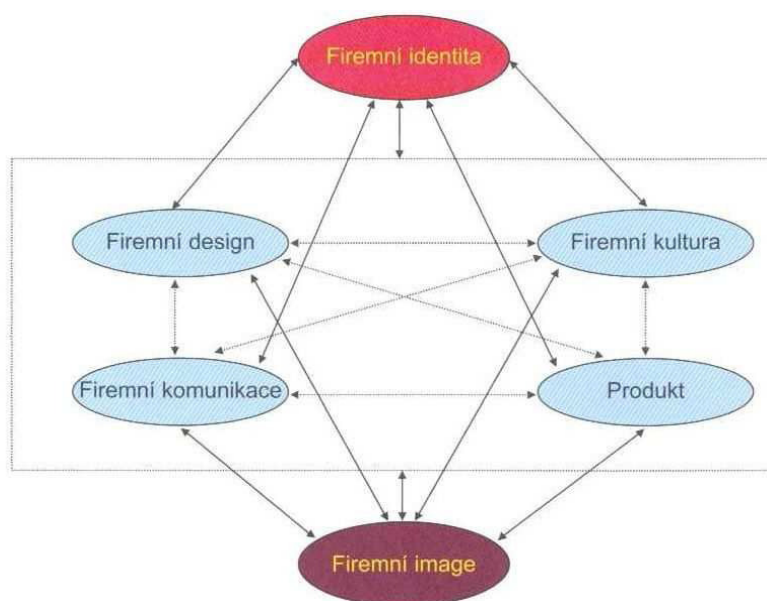 Firemní identita
Firemní design
Firemní kultura
Firemní komunikace
Produkt
Firemní image